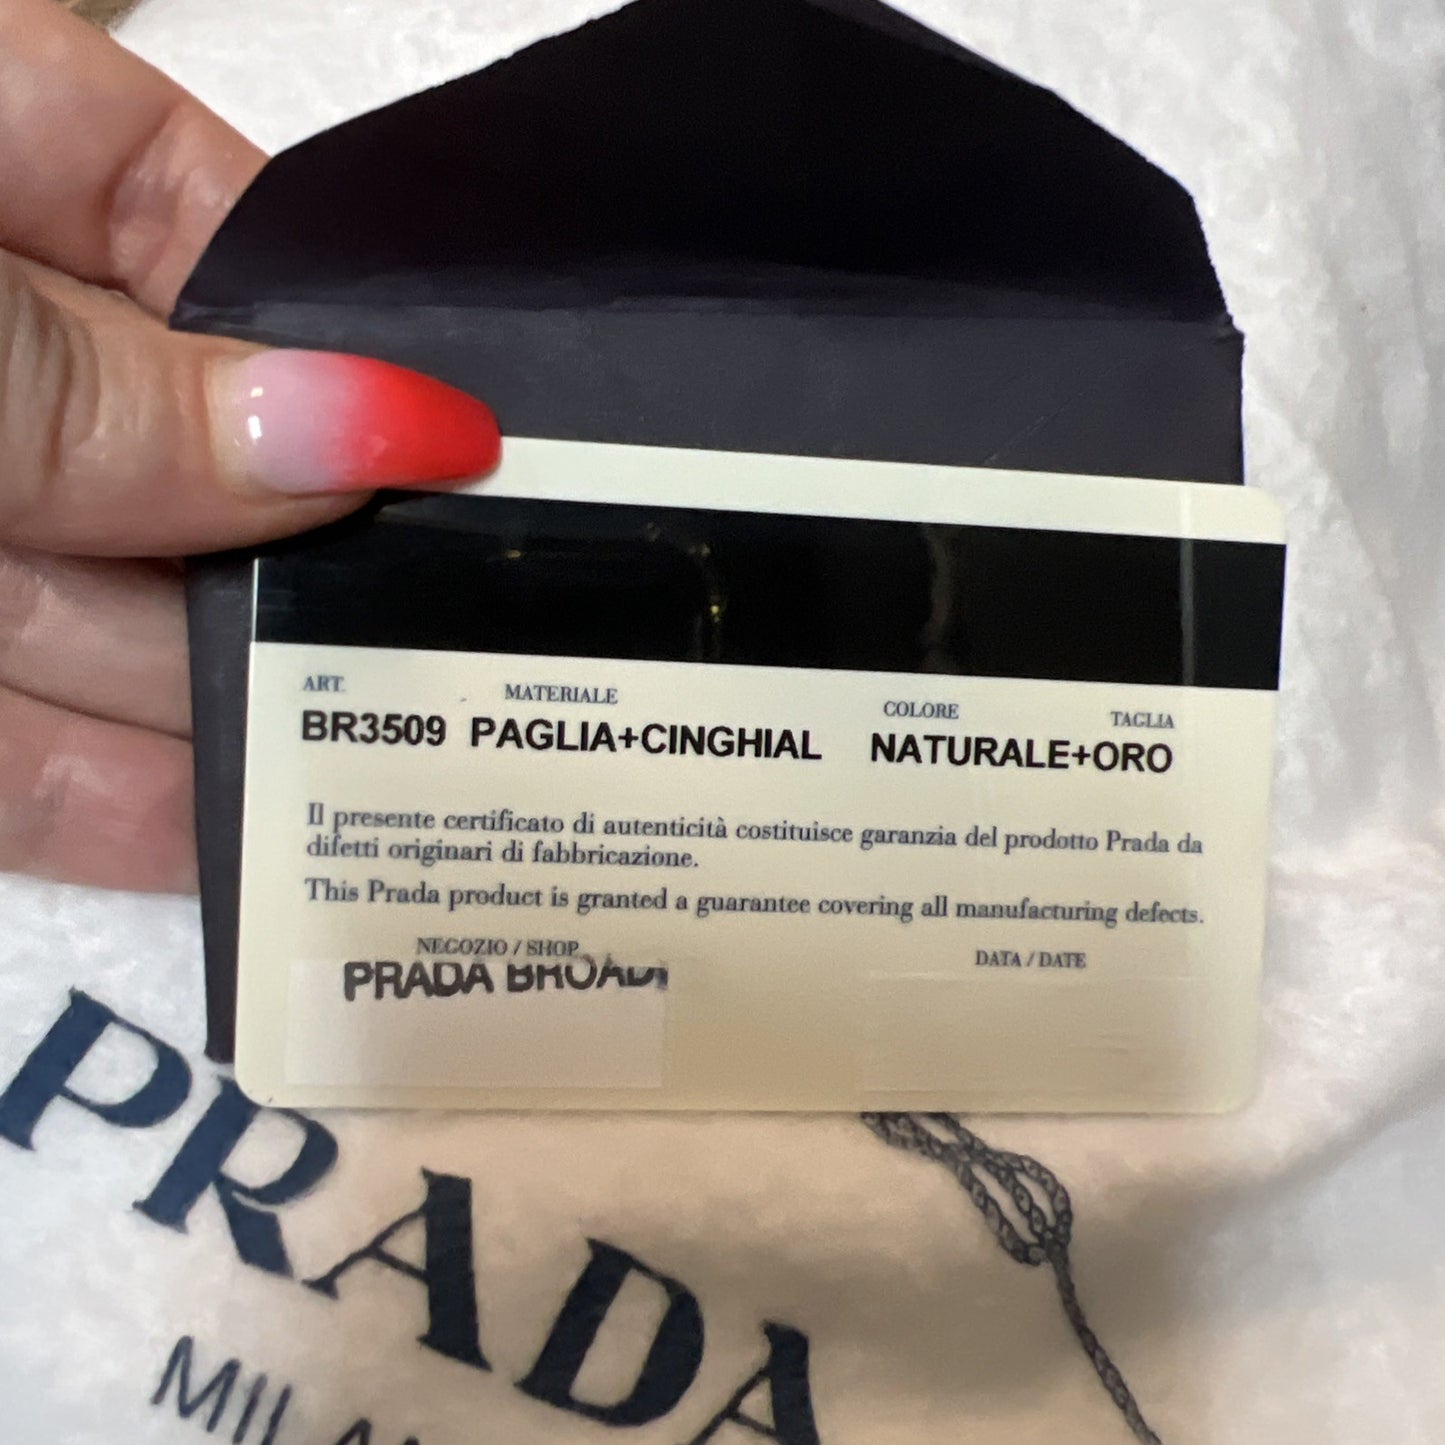 ART.
MATERIALE
COLORE
TAGLIA
BR3509 PAGLIA+CINGHIAL NATURALE+ORO
Il presente certificato di autenticità costituisce garanzia del prodotto Prada da
difetti originari di fabbricazione.
This Prada product is granted a guarantee covering all manufacturing defects.
NEGOZIO / SHOP
DATA / DATE
PRADA
PRADA